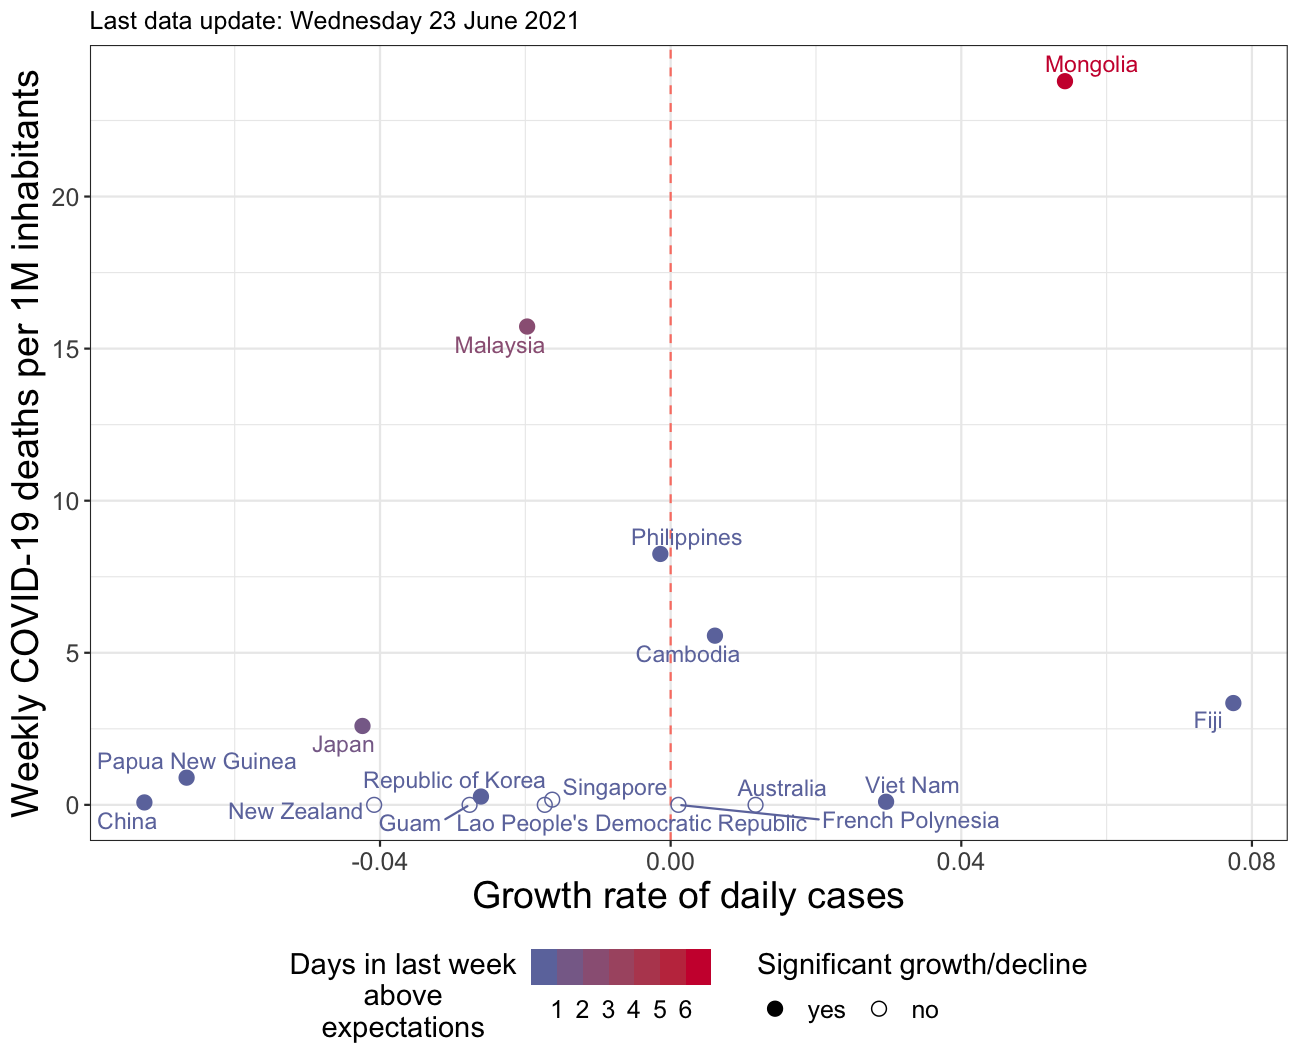 Last data update: Wednesday 23 June 2021
Weekly COVID-19 deaths per 1M inhabitants
20
15
10
5
0
Mongolia
Malaysia
Philippines
Cambodia
Fiji
Japan
Papua New Guinea
Republic of Korea
Singapore
Australia
Viet Nam
China
New Zealand
Guam
Lao People's Democratic Republic
French Polynesia
-0.04
0.00
0.04
0.08
Growth rate of daily cases
Days in last week
above
expectations
1 2 3 4 5 6
Significant growth/decline
yes
no